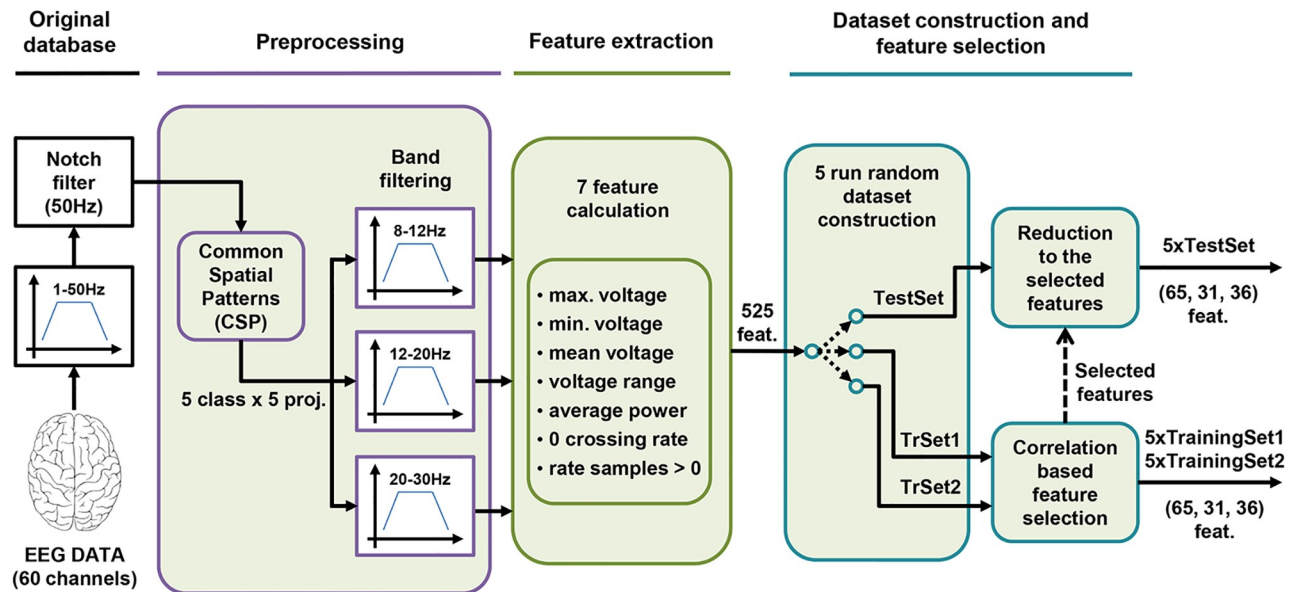 Original
database
Preprocessing
Feature extraction
Dataset construction and
feature selection
Notch
filter
(50Hz)
1-50Hz
EEG DATA
(60 channels)
Common
Spatial
Patterns
(CSP)
5 class x 5 proj.
Band
filtering
8-12Hz
12-20Hz
20-30Hz
7 feature
calculation
• max. voltage
• min. voltage
• mean voltage
• voltage range
• average power
• 0 crossing rate
• rate samples > 0
525
feat.
5 run random
dataset
construction
TestSet
TrSet1
TrSet2
Reduction
to the
selected
features
Selected
features
Correlation
based
feature
selection
5xTestSet
(65, 31, 36)
feat.
5xTrainingSet1
5xTrainingSet2
(65, 31, 36)
feat.